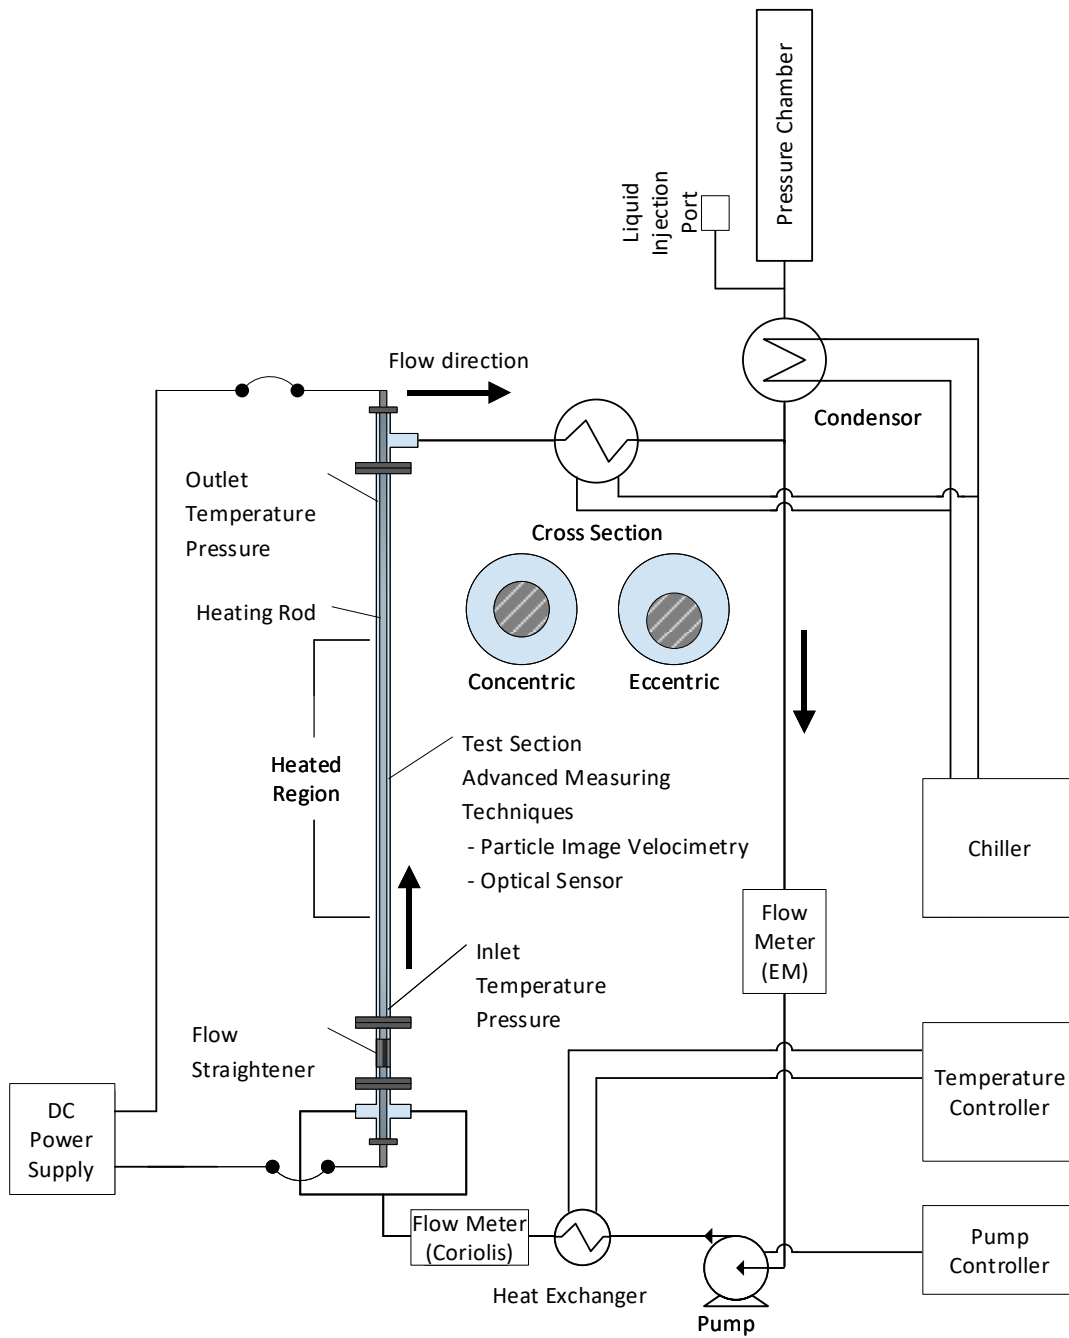 Pressure Chamber
Liquid
Injection
Port
Flow direction
Condensor
Outlet
Temperature
Pressure
Cross Section
Heating Rod
Concentric
Eccentric
Heated
Region
Test Section
Advanced Measuring
Techniques
- Particle Image Velocimetry
- Optical Sensor
Chiller
Flow
Meter
(EM)
Inlet
Temperature
Pressure
Flow
Straightener
Temperature
Controller
DC
Power
Supply
Flow Meter
(Coriolis)
Pump
Controller
Heat Exchanger
Pump